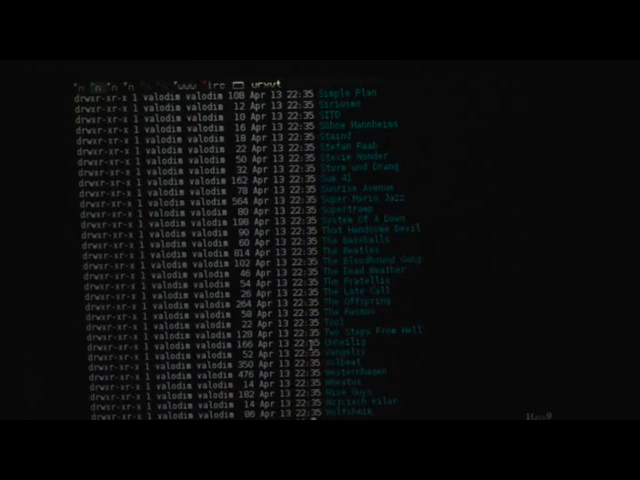 www irc urxvt
drwxr-xr-x 1 valodim valodim 108 Apr 13 22:35 Simple Plan
drwxr-xr-x 1 valodim valodim 12 Apr 13 22:35 Siriusmo
drwxr-xr-x 1 valodim valodim 10 Apr 13 22:35 SITD
drwxr-xr-x 1 valodim valodim 16 Apr 13 22:35 Söhne Mannheims
drwxr-xr-x 1 valodim valodim 18 Apr 13 22:35 Staind
drwxr-xr-x 1 valodim valodim 22 Apr 13 22:35 Stefan Raab
drwxr-xr-x 1 valodim valodim 50 Apr 13 22:35 Stevie Wonder
drwxr-xr-x 1 valodim valodim 32 Apr 13 22:35 Sturm und Drang
drwxr-xr-x 1 valodim valodim 162 Apr 13 22:35 Sum 41
drwxr-xr-x 1 valodim valodim 78 Apr 13 22:35 Sunrise Avenue
drwxr-xr-x 1 valodim valodim 564 Apr 13 22:35 Super Mario Jazz
drwxr-xr-x 1 valodim valodim 80 Apr 13 22:35 Supertramp
drwxr-xr-x 1 valodim valodim 198 Apr 13 22:35 System Of A Down
drwxr-xr-x 1 valodim valodim 90 Apr 13 22:35 That Handsome Devil
drwxr-xr-x 1 valodim valodim 60 Apr 13 22:35 The Baseballs
drwxr-xr-x 1 valodim valodim 814 Apr 13 22:35 The Beatles
drwxr-xr-x 1 valodim valodim 102 Apr 13 22:35 The Bloodhound Gang
drwxr-xr-x 1 valodim valodim 46 Apr 13 22:35 The Dead Weather
drwxr-xr-x 1 valodim valodim 54 Apr 13 22:35 The Fratellis
drwxr-xr-x 1 valodim valodim 26 Apr 13 22:35 The Late Call
drwxr-xr-x 1 valodim valodim 264 Apr 13 22:35 The Offspring
drwxr-xr-x 1 valodim valodim 58 Apr 13 22:35 The Rasmus
drwxr-xr-x 1 valodim valodim 22 Apr 13 22:35 Tool
drwxr-xr-x 1 valodim valodim 128 Apr 13 22:35 Two Steps From Hell
drwxr-xr-x 1 valodim valodim 166 Apr 13 22:35 Unheilig
drwxr-xr-x 1 valodim valodim 52 Apr 13 22:35 Vangelis
drwxr-xr-x 1 valodim valodim 350 Apr 13 22:35 Volbeat
drwxr-xr-x 1 valodim valodim 476 Apr 13 22:35 Westernhagen
drwxr-xr-x 1 valodim valodim 14 Apr 13 22:35 Wheatus
drwxr-xr-x 1 valodim valodim 182 Apr 13 22:35 Wise Guys
drwxr-xr-x 1 valodim valodim 14 Apr 13 22:35 Wojciech Kilar
drwxr-xr-x 1 valodim valodim 86 Apr 13 22:35 Wolfsheim